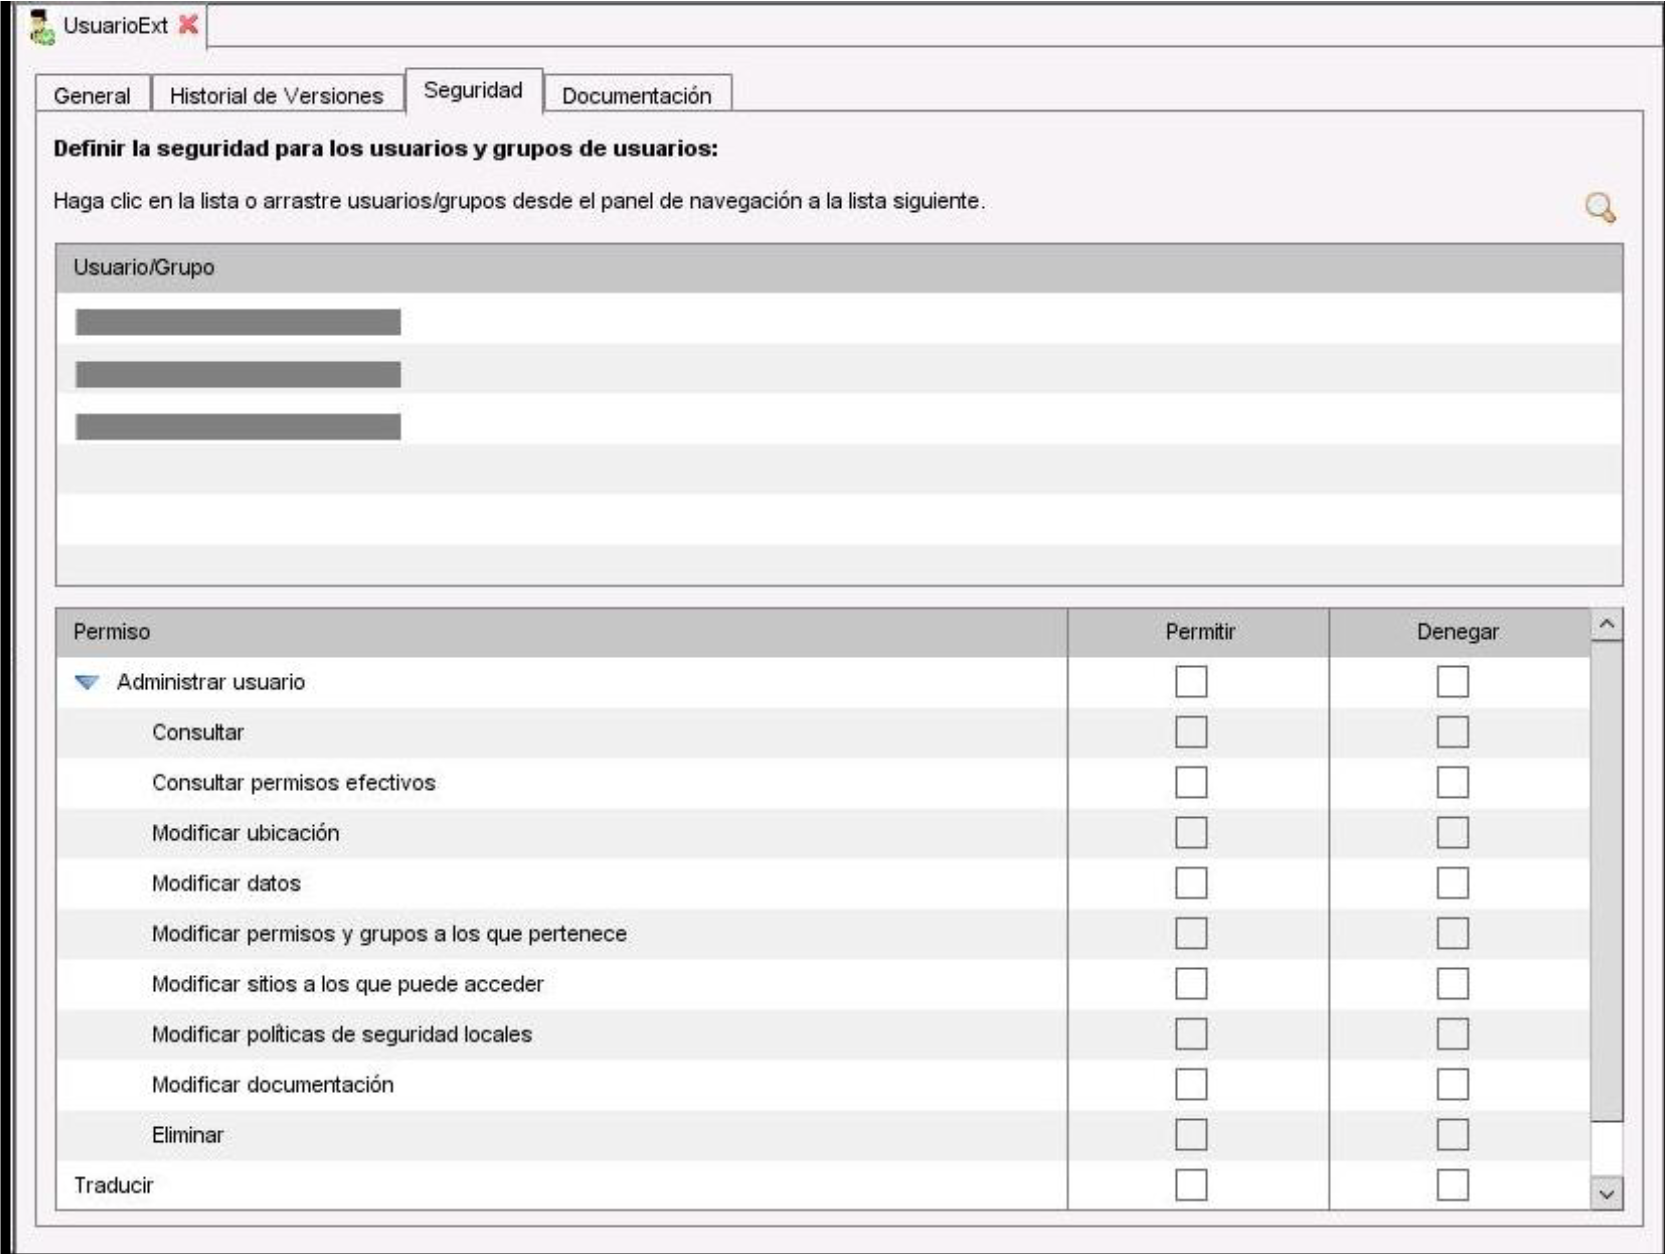 UsuarioExt
General Historial de Versiones Seguridad Documentación
Definir la seguridad para los usuarios y grupos de usuarios:
Haga clic en la lista o arrastre usuarios/grupos desde el panel de navegación a la lista siguiente.
Usuario/Grupo
Permiso Permitir Denegar
Administrar usuario
Consultar
Consultar permisos efectivos
Modificar ubicación
Modificar datos
Modificar permisos y grupos a los que pertenece
Modificar sitios a los que puede acceder
Modificar políticas de seguridad locales
Modificar documentación
Eliminar
Traducir